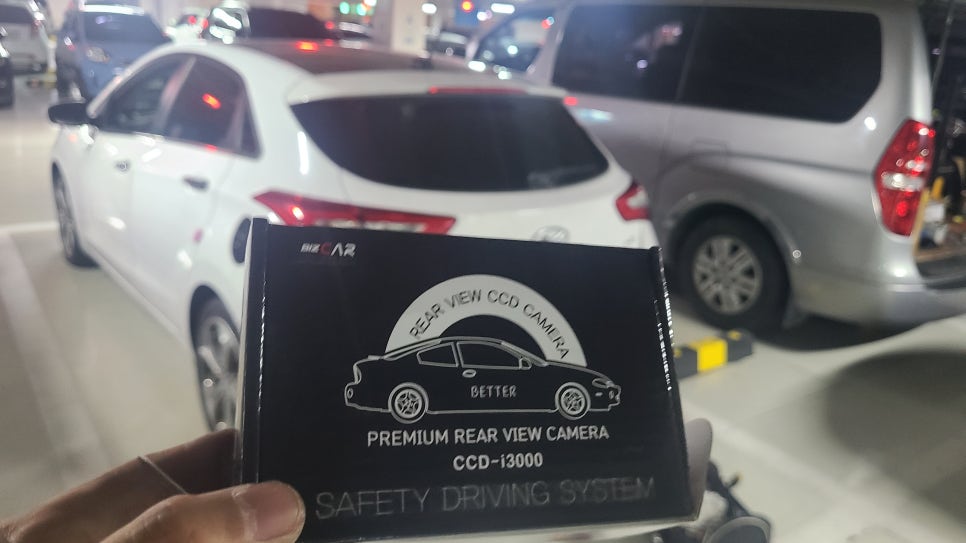 BIZCAR
REAR VIEW CCD CAMERA
BETTER
PREMIUM REAR VIEW CAMERA
CCD-i3000
SAFETY DRIVING SYSTEM